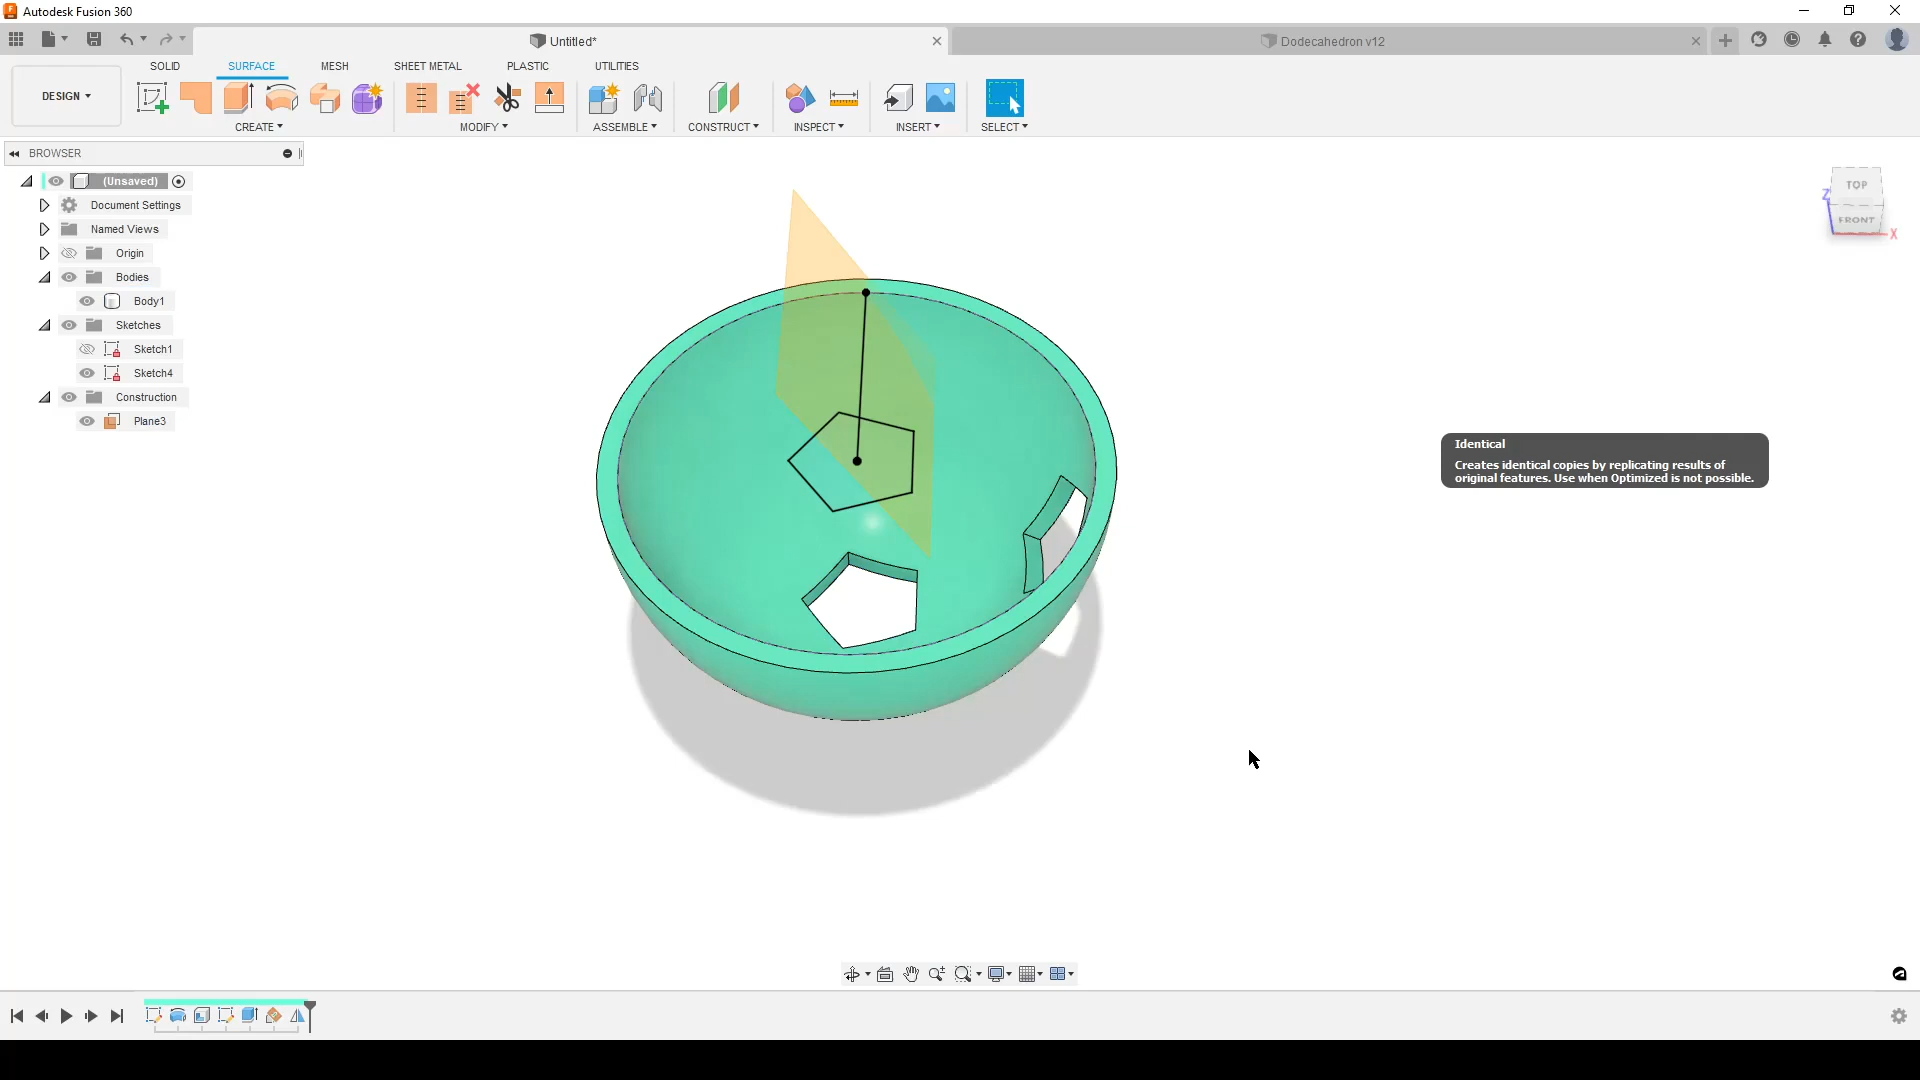 Autodesk Fusion 360
Untitled*
Dodecahedron v12
SOLID
SURFACE
MESH
SHEET METAL
PLASTIC
UTILITIES
DESIGN
CREATE
MODIFY
ASSEMBLE
CONSTRUCT
INSPECT
INSERT
SELECT
BROWSER
(Unsaved)
Document Settings
Named Views
Origin
Bodies
Body1
Sketches
Sketch1
Sketch4
Construction
Plane3
TOP
Z
FRONT
X
Identical
Creates identical copies by replicating results of
original features. Use when Optimized is not possible.